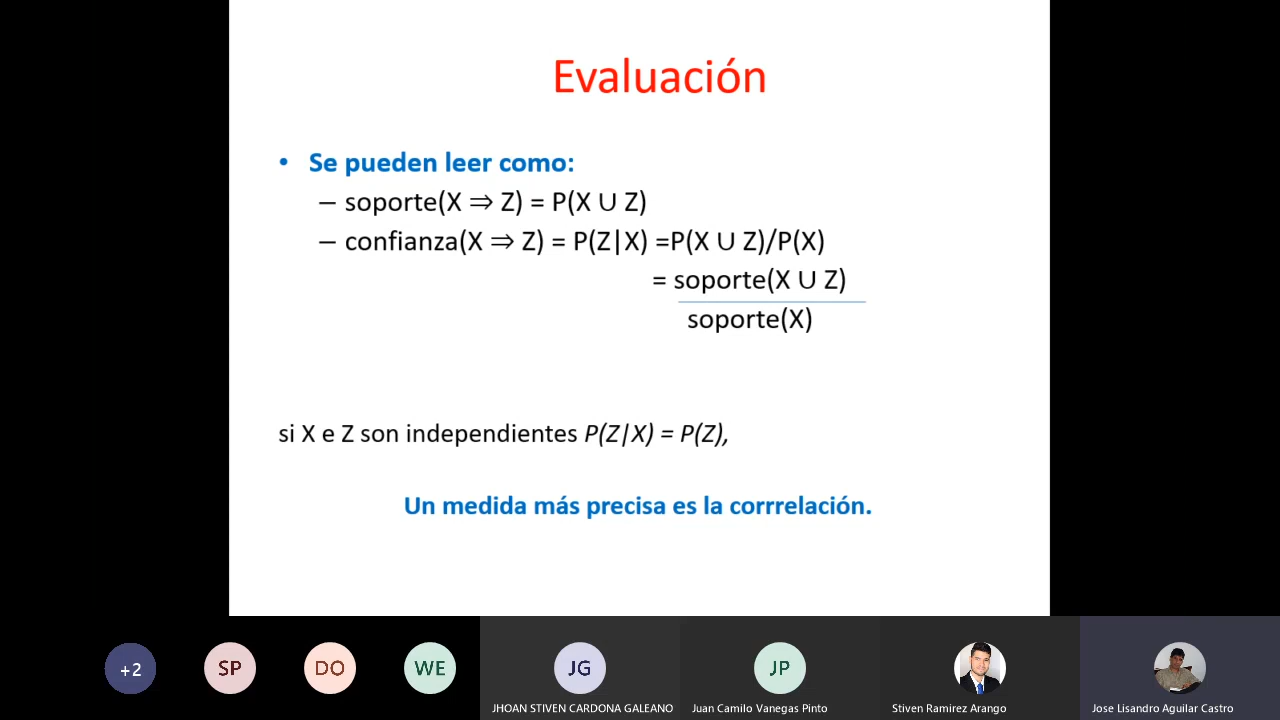 Evaluación
• Se pueden leer como:
– soporte(X ⇒ Z) = P(X ∪ Z)
– confianza(X ⇒ Z) = P(Z|X) =P(X ∪ Z)/P(X)
= soporte(X ∪ Z)
soporte(X)
si X e Z son independientes P(Z|X) = P(Z),
Un medida más precisa es la corrrelación.
+2
SP
DO
WE
JG
JP
JHOAN STIVEN CARDONA GALEANO
Juan Camilo Vanegas Pinto
Stiven Ramirez Arango
Jose Lisandro Aguilar Castro